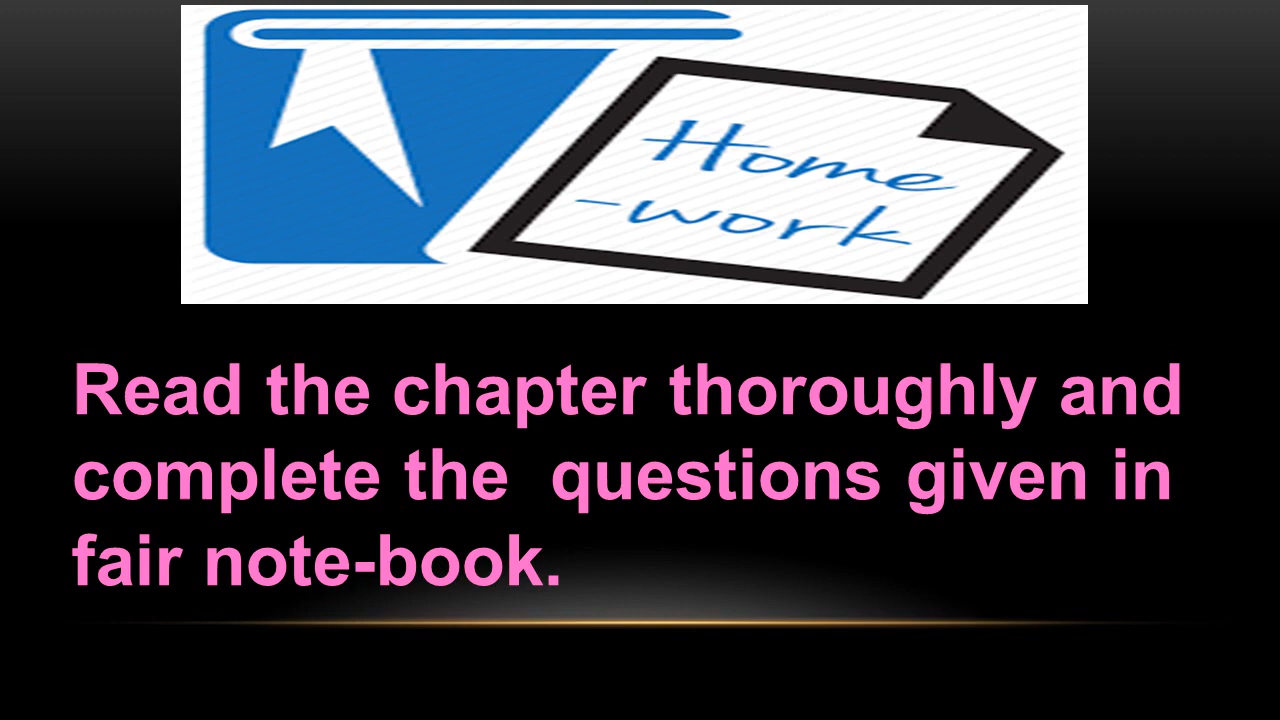 Home
-work
Read the chapter thoroughly and
complete the questions given in
fair note-book.